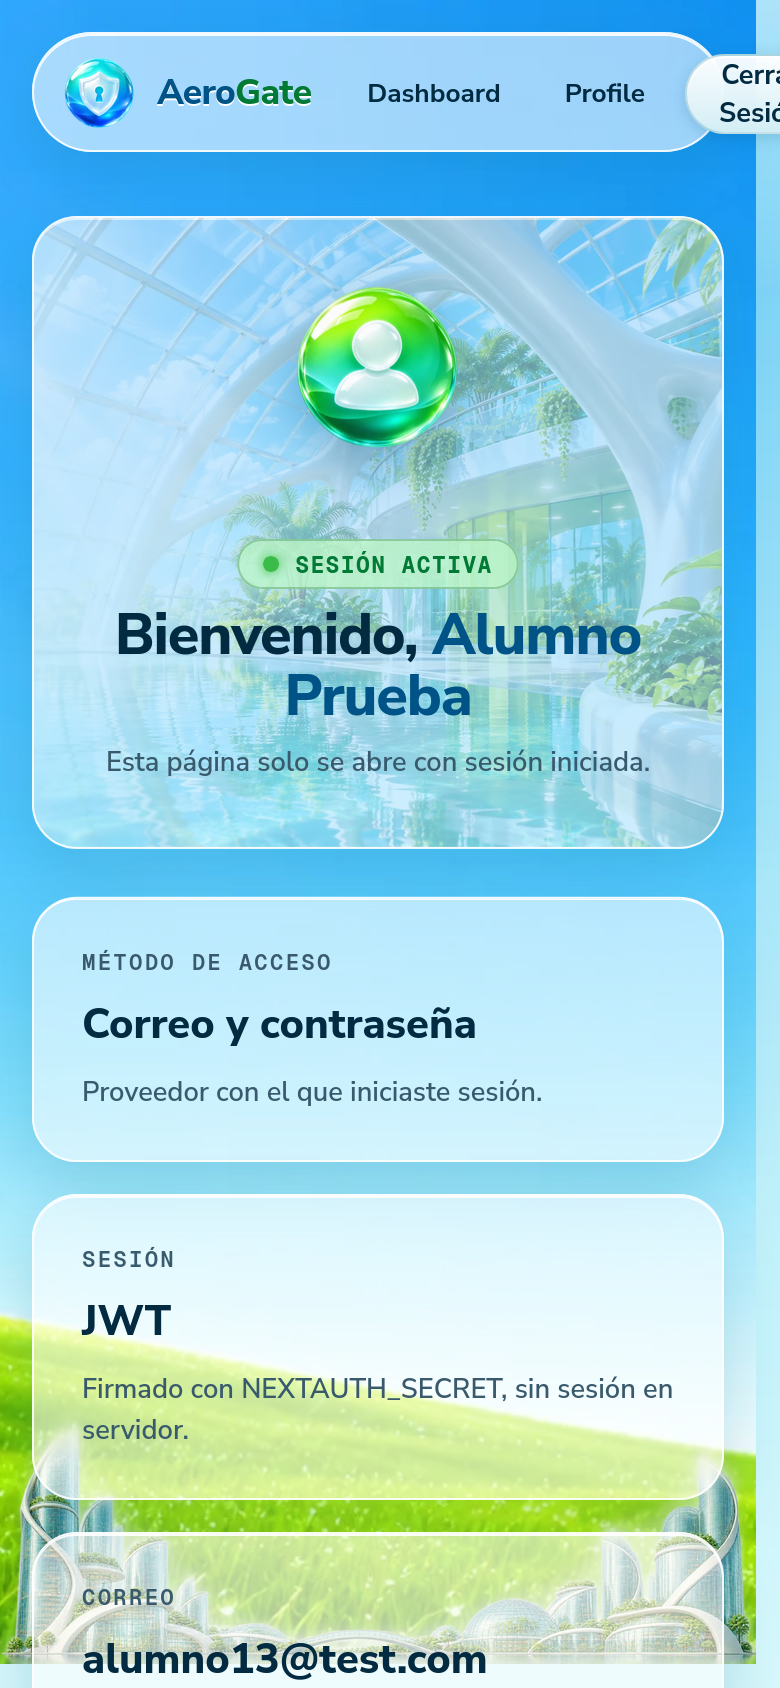 AeroGate
Dashboard
Profile
SESIÓN ACTIVA
Bienvenido, Alumno
Prueba
Esta página solo se abre con sesión iniciada.
MÉTODO DE ACCESO
Correo y contraseña
Proveedor con el que iniciaste sesión.
SESIÓN
JWT
Firmado con NEXTAUTH_SECRET, sin sesión en
servidor.
CORREO
alumno13@test.com